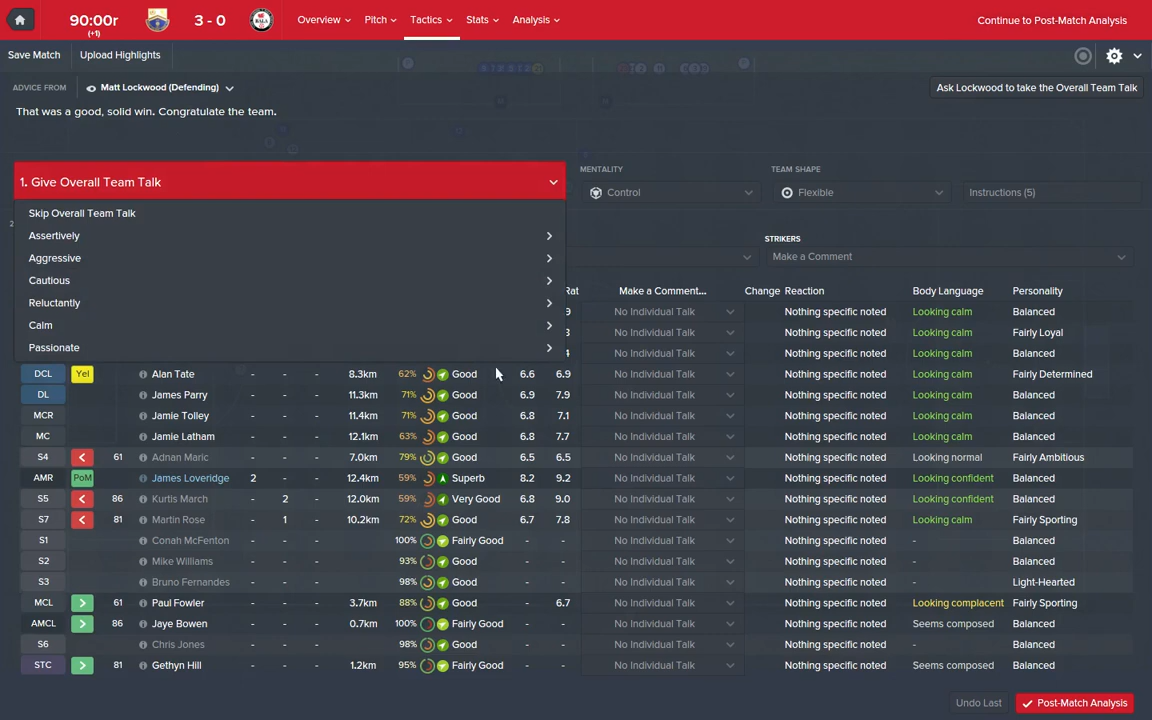 90:00r
(+1)
3 - 0
BALA
Overview
Pitch
Tactics
Stats
Analysis
Continue to Post-Match Analysis
Save Match
Upload Highlights
ADVICE FROM
Matt Lockwood (Defending)
Ask Lockwood to take the Overall Team Talk
That was a good, solid win. Congratulate the team.
1. Give Overall Team Talk
MENTALITY
TEAM SHAPE
Control
Flexible
Instructions (5)
Skip Overall Team Talk
Assertively
Aggressive
Cautious
Reluctantly
Calm
Passionate
STRIKERS
Make a Comment
Rat Make a Comment... Change Reaction Body Language Personality
9 No Individual Talk Nothing specific noted Looking calm Balanced
3 No Individual Talk Nothing specific noted Looking calm Fairly Loyal
4 No Individual Talk Nothing specific noted Looking calm Balanced
DCL Yel Alan Tate - - - 8.3km 62% Good 6.6 6.9 No Individual Talk Nothing specific noted Looking calm Fairly Determined
DL James Parry - - - 11.3km 71% Good 6.9 7.9 No Individual Talk Nothing specific noted Looking calm Balanced
MCR Jamie Tolley - - - 11.4km 71% Good 6.8 7.1 No Individual Talk Nothing specific noted Looking calm Balanced
MC Jamie Latham - - - 12.1km 63% Good 6.8 7.7 No Individual Talk Nothing specific noted Looking calm Balanced
S4 61 Adnan Maric - - - 7.0km 79% Good 6.5 6.5 No Individual Talk Nothing specific noted Looking normal Fairly Ambitious
AMR PoM James Loveridge 2 - - 12.4km 59% Superb 8.2 9.2 No Individual Talk Nothing specific noted Looking confident Balanced
S5 86 Kurtis March - 2 - 12.0km 59% Very Good 6.8 9.0 No Individual Talk Nothing specific noted Looking confident Balanced
S7 81 Martin Rose - 1 - 10.2km 72% Good 6.7 7.8 No Individual Talk Nothing specific noted Looking calm Fairly Sporting
S1 Conah McFenton - - - 100% Fairly Good - - No Individual Talk Nothing specific noted - Balanced
S2 Mike Williams - - - 93% Good - - No Individual Talk Nothing specific noted - Balanced
S3 Bruno Fernandes - - - 98% Good - - No Individual Talk Nothing specific noted - Light-Hearted
MCL 61 Paul Fowler - - - 3.7km 88% Good - 6.7 No Individual Talk Nothing specific noted Looking complacent Fairly Sporting
AMCL 86 Jaye Bowen - - - 0.7km 100% Fairly Good - - No Individual Talk Nothing specific noted Seems composed Balanced
S6 Chris Jones - - - 98% Good - - No Individual Talk Nothing specific noted - Balanced
STC 81 Gethyn Hill - - - 1.2km 95% Fairly Good - - No Individual Talk Nothing specific noted Seems composed Balanced
Undo Last
Post-Match Analysis